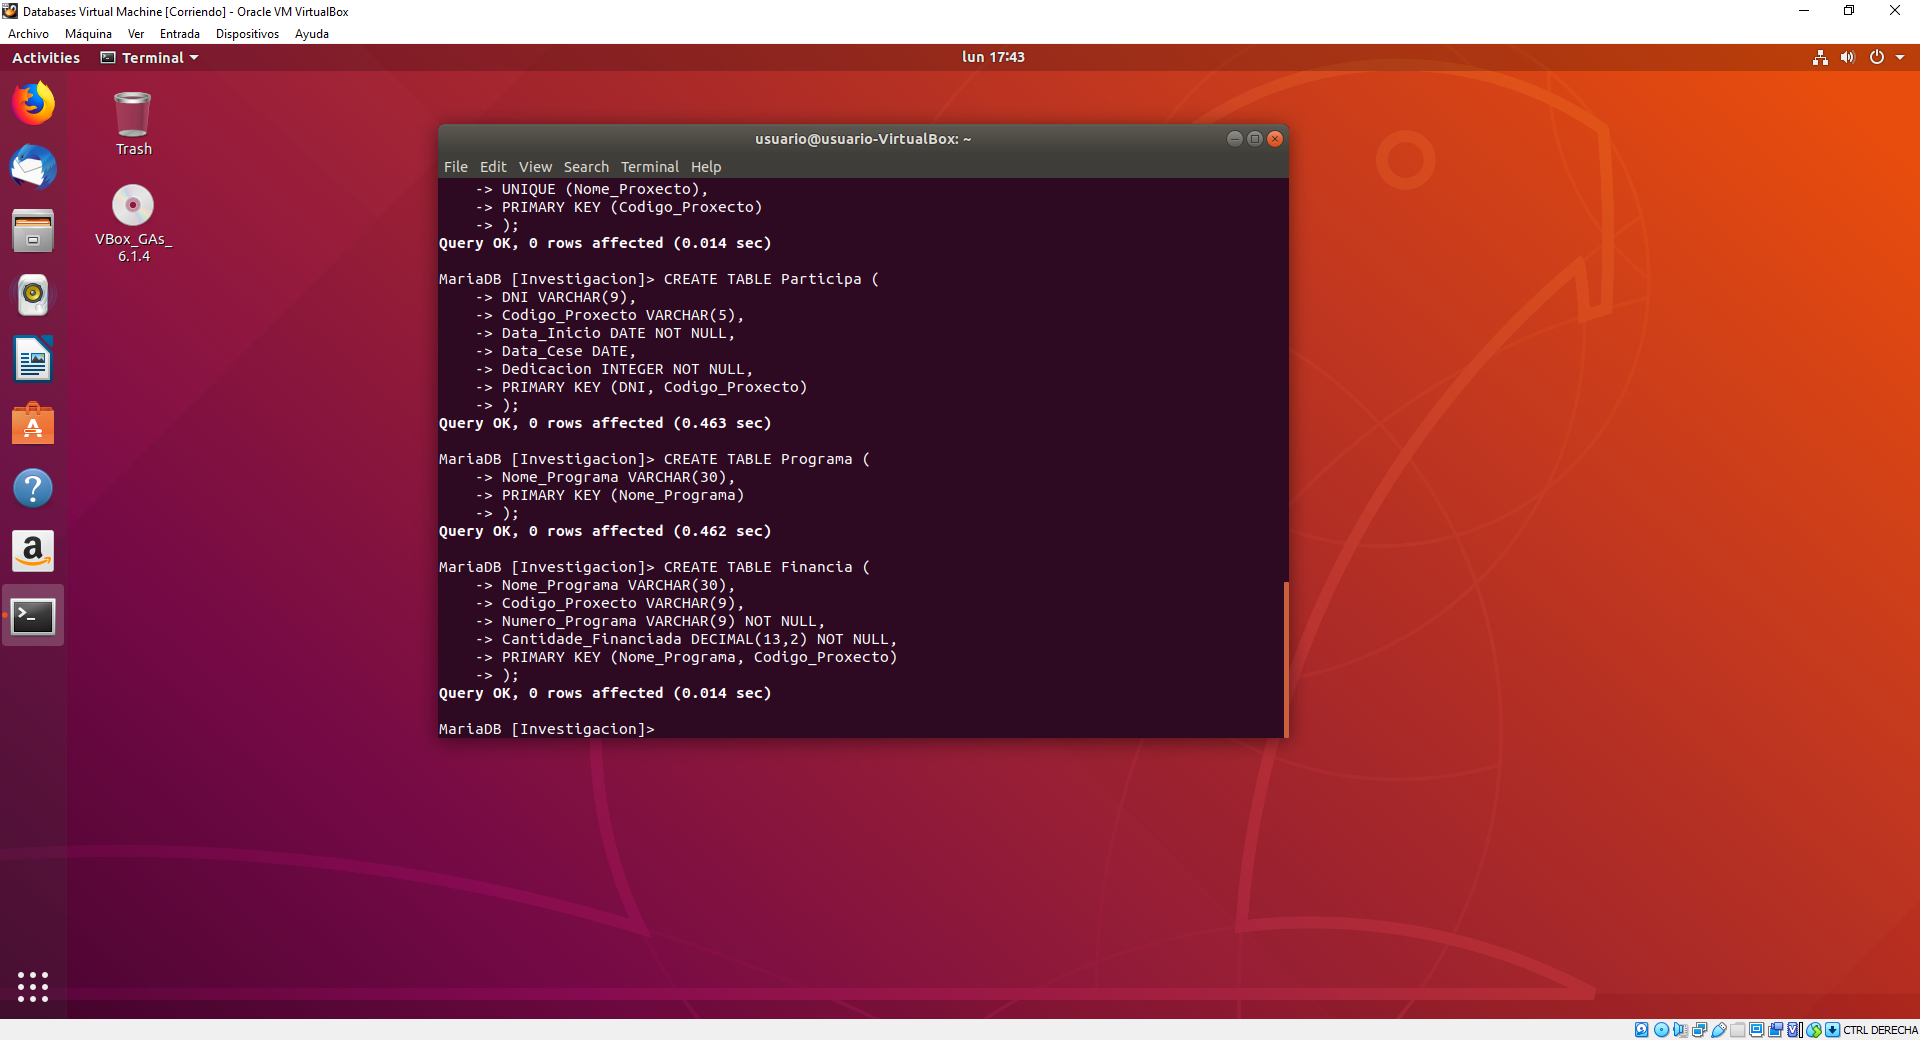 Databases Virtual Machine [Corriendo] - Oracle VM VirtualBox
Archivo Máquina Ver Entrada Dispositivos Ayuda
Activities Terminal lun 17:43
Trash
VBox_GAs_
6.1.4
usuario@usuario-VirtualBox: ~
File Edit View Search Terminal Help
-> UNIQUE (Nome_Proxecto),
-> PRIMARY KEY (Codigo_Proxecto)
-> );
Query OK, 0 rows affected (0.014 sec)
MariaDB [Investigacion]> CREATE TABLE Participa (
-> DNI VARCHAR(9),
-> Codigo_Proxecto VARCHAR(5),
-> Data_Inicio DATE NOT NULL,
-> Data_Cese DATE,
-> Dedicacion INTEGER NOT NULL,
-> PRIMARY KEY (DNI, Codigo_Proxecto)
-> );
Query OK, 0 rows affected (0.463 sec)
MariaDB [Investigacion]> CREATE TABLE Programa (
-> Nome_Programa VARCHAR(30),
-> PRIMARY KEY (Nome_Programa)
-> );
Query OK, 0 rows affected (0.462 sec)
MariaDB [Investigacion]> CREATE TABLE Financia (
-> Nome_Programa VARCHAR(30),
-> Codigo_Proxecto VARCHAR(9),
-> Numero_Programa VARCHAR(9) NOT NULL,
-> Cantidade_Financiada DECIMAL(13,2) NOT NULL,
-> PRIMARY KEY (Nome_Programa, Codigo_Proxecto)
-> );
Query OK, 0 rows affected (0.014 sec)
MariaDB [Investigacion]>
CTRL DERECHA